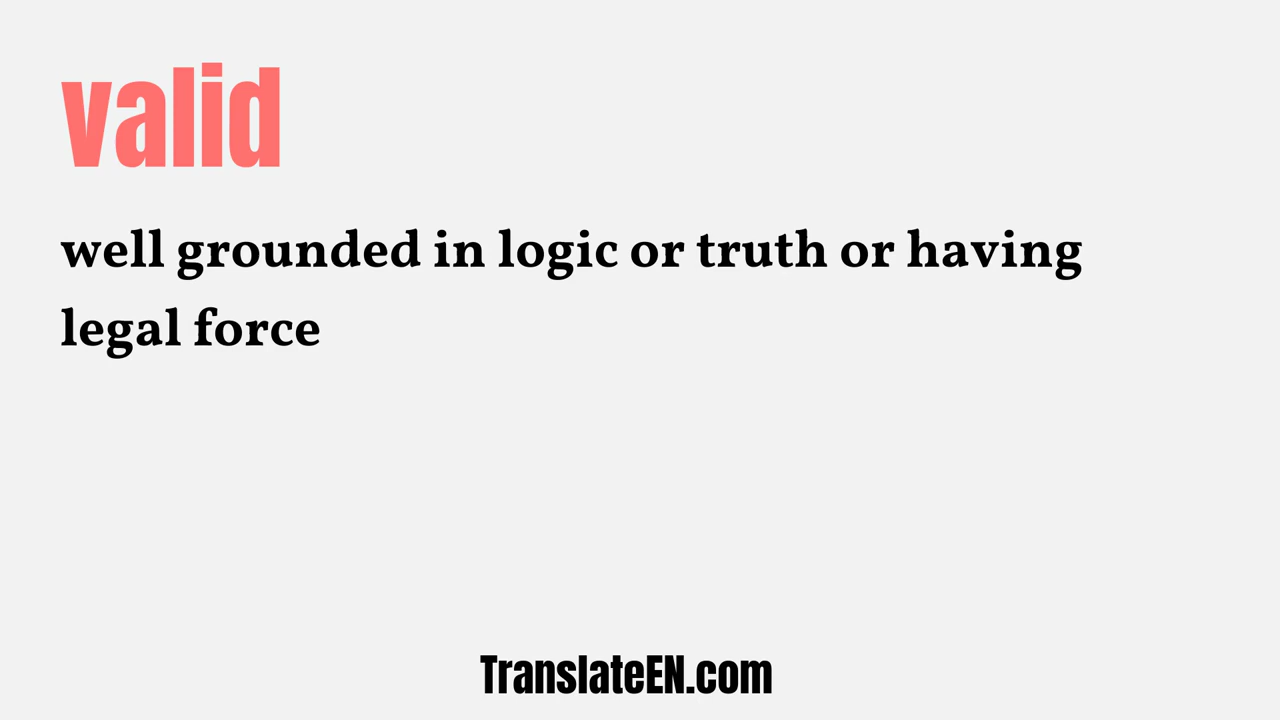 valid
well grounded in logic or truth or having
legal force
TranslateEN.com